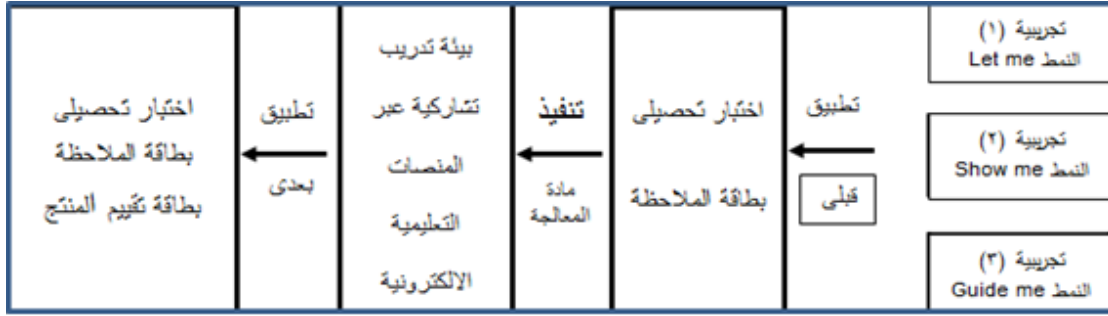 تجريبية (١)
النمط Let me
تجريبية (٢)
النمط Show me
تجريبية (٣)
النمط Guide me
تطبيق
قبلى
اختبار تحصيلى
بطاقة الملاحظة
تنفيذ
مادة
المعالجة
بيئة تدريب
تشاركية عبر
المنصات
التعليمية
الالكترونية
تطبيق
بعدى
اختبار تحصيلى
بطاقة الملاحظة
بطاقة تقييم المنتج